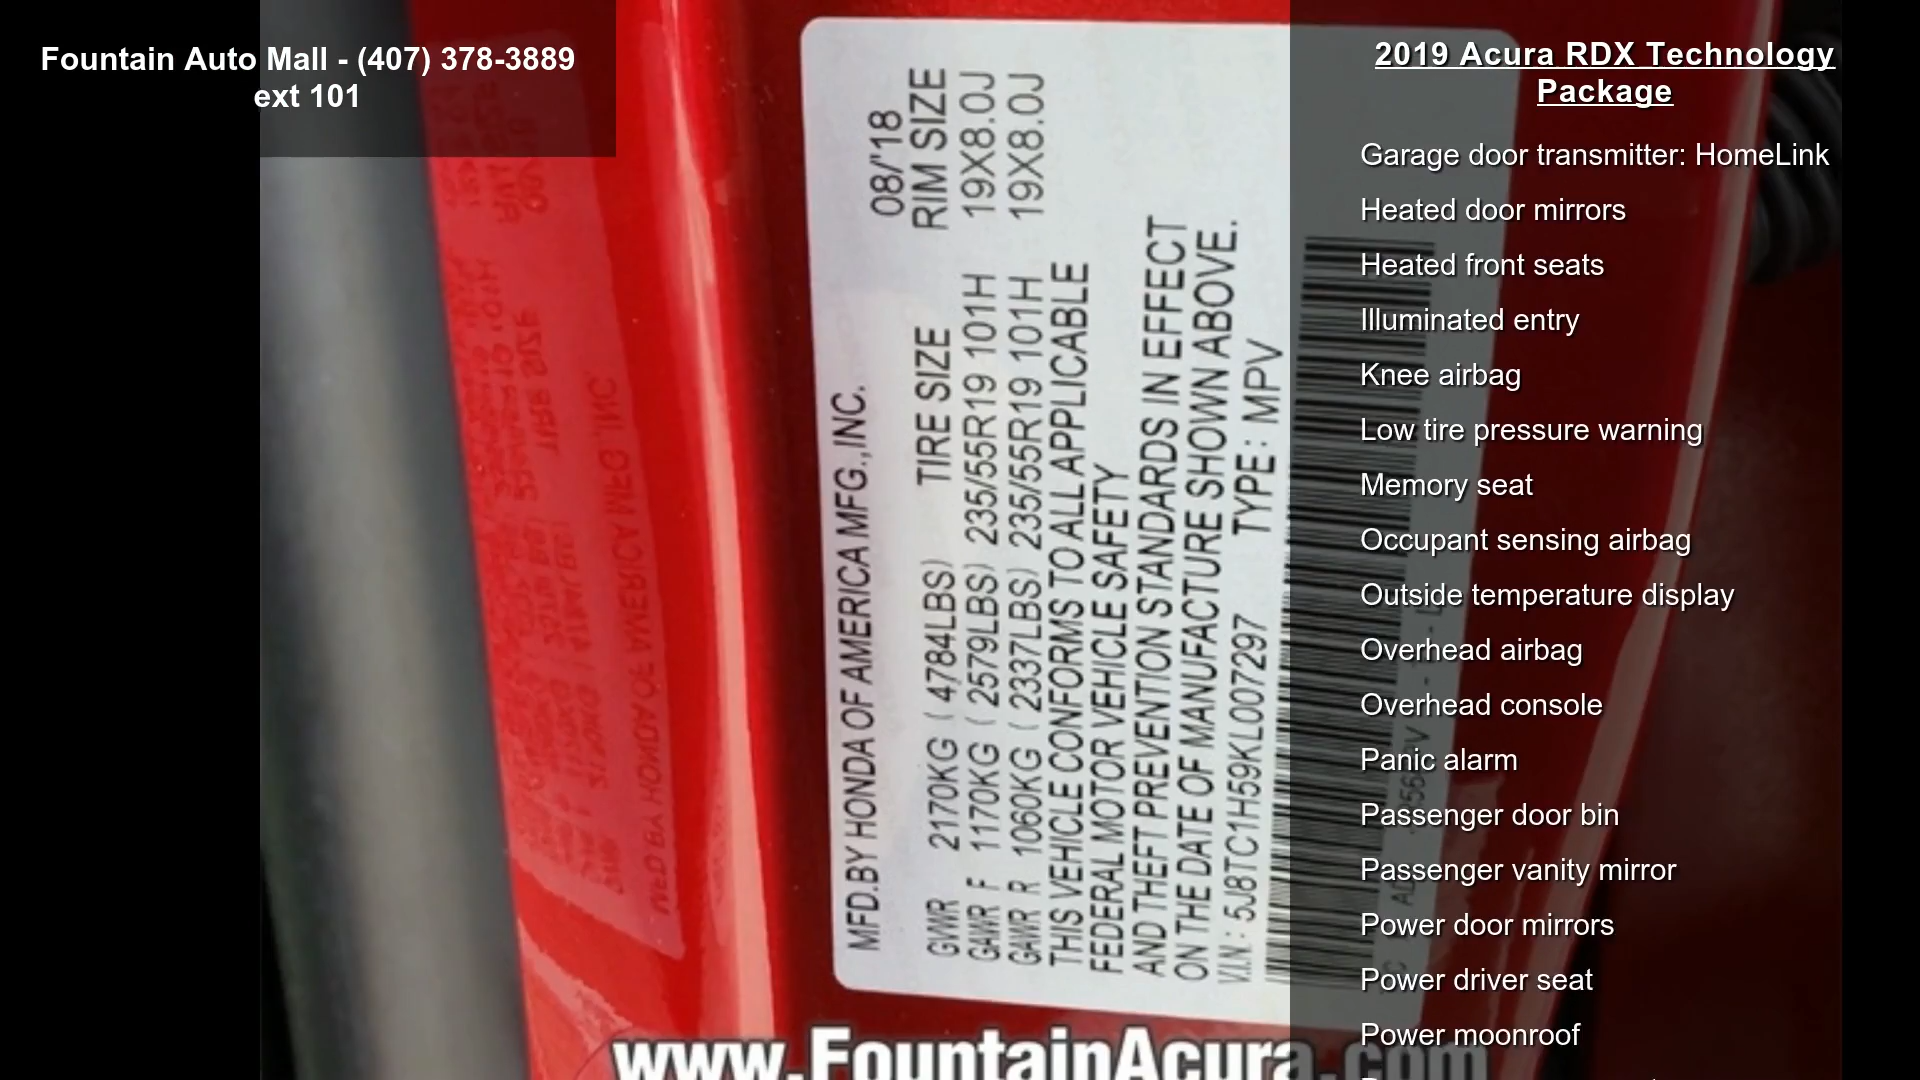 Fountain Auto Mall - (407) 378-3889
ext 101
MFD.BY HONDA OF AMERICA MFG.,INC.
08/'18
GVWR 2170KG ( 4784LBS) TIRE SIZE RIM SIZE
GAWR F 1170KG ( 2579LBS) 235/55R19 101H 19X8.0J
GAWR R 1060KG ( 2337LBS) 235/55R19 101H 19X8.0J
THIS VEHICLE CONFORMS TO ALL APPLICABLE
FEDERAL MOTOR VEHICLE SAFETY
AND THEFT PREVENTION STANDARDS IN EFFECT
ON THE DATE OF MANUFACTURE SHOWN ABOVE.
V.I.N.: 5J8TC1H59KL007297 TYPE: MPV
2019 Acura RDX Technology
Package
Garage door transmitter: HomeLink
Heated door mirrors
Heated front seats
Illuminated entry
Knee airbag
Low tire pressure warning
Memory seat
Occupant sensing airbag
Outside temperature display
Overhead airbag
Overhead console
Panic alarm
Passenger door bin
Passenger vanity mirror
Power door mirrors
Power driver seat
Power moonroof
www.FountainAcura.com